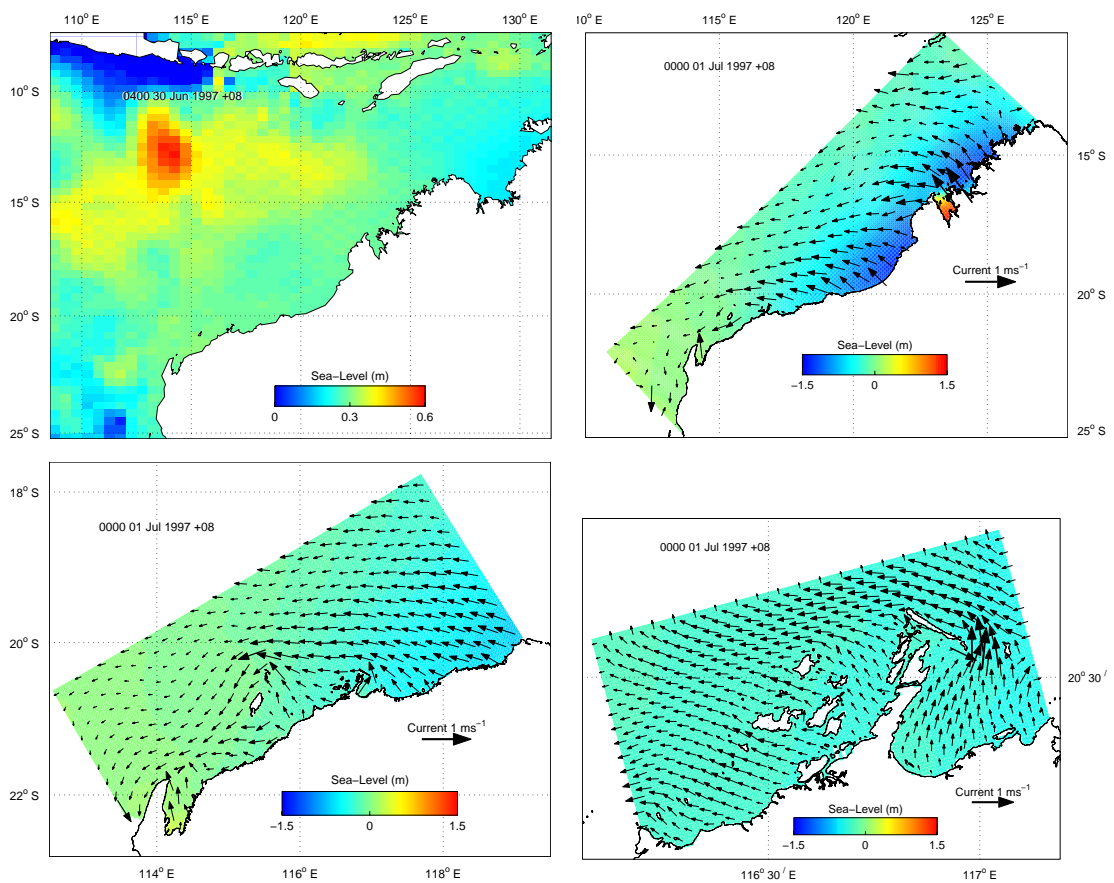 110° E 115° E 120° E 125° E 130° E
10° S
15° S
20° S
25° S
0400 30 Jun 1997 +08
Sea−Level (m)
0 0.3 0.6
10° E 115° E 120° E 125° E
15° S
20° S
25° S
0000 01 Jul 1997 +08
Current 1 ms−1
Sea−Level (m)
−1.5 0 1.5
18° S
20° S
22° S
0000 01 Jul 1997 +08
Current 1 ms−1
Sea−Level (m)
−1.5 0 1.5
114° E 116° E 118° E
0000 01 Jul 1997 +08
20° 30 /
Current 1 ms−1
Sea−Level (m)
−1.5 0 1.5
116° 30 / E 117° E